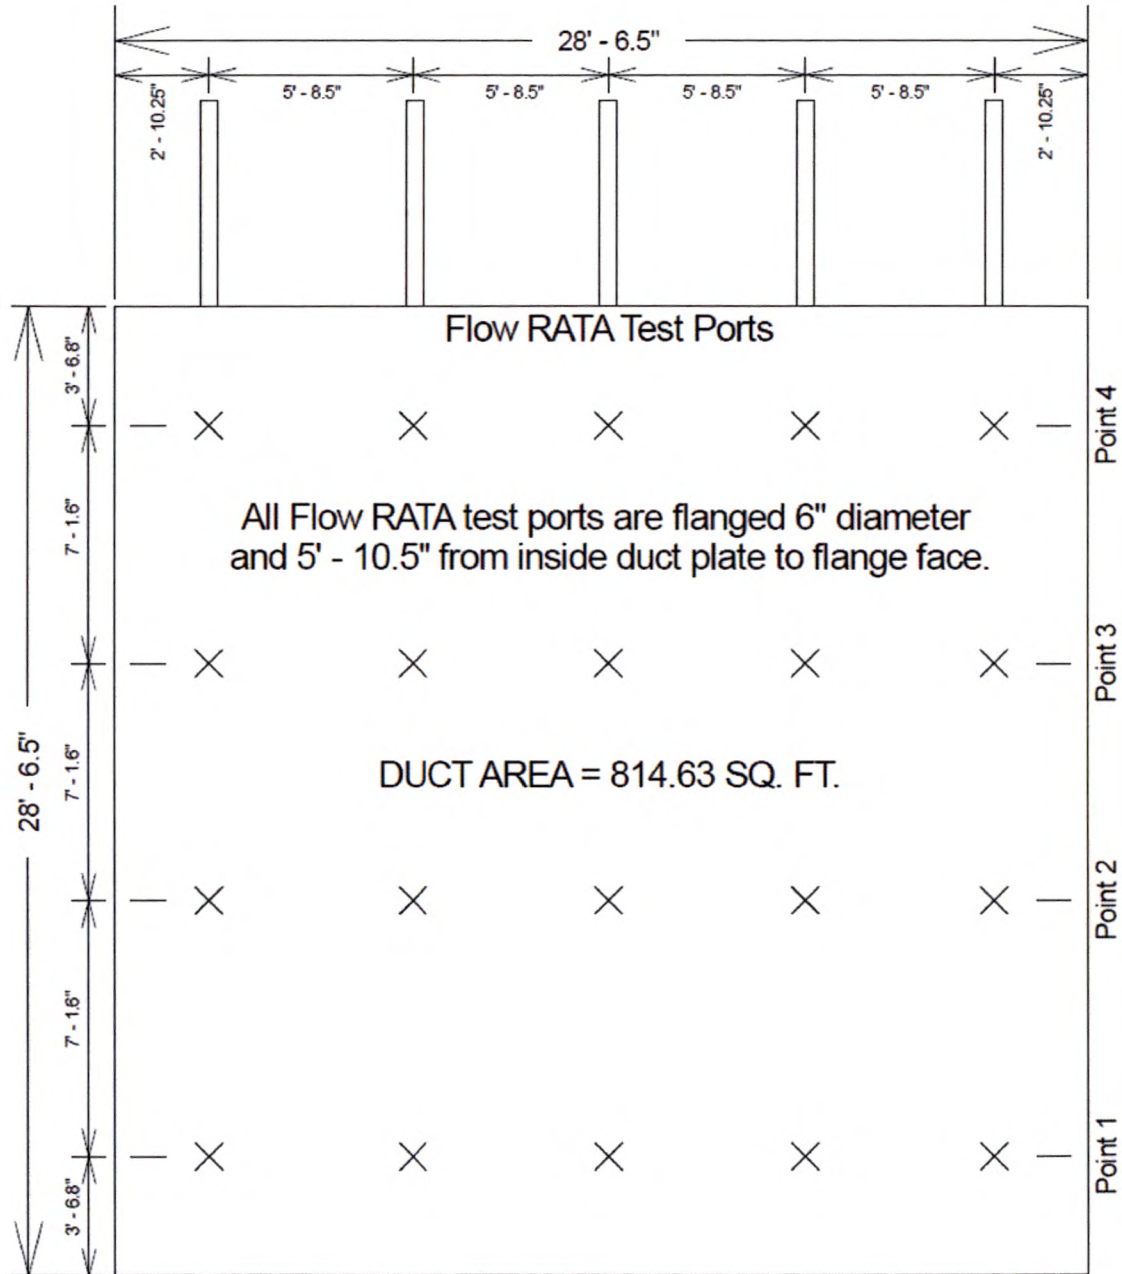 28' - 6.5"
5' - 8.5"
5' - 8.5"
5' - 8.5"
5' - 8.5"
2' - 10.25"
2' - 10.25"
Flow RATA Test Ports
3' - 6.8"
Point 4
All Flow RATA test ports are flanged 6" diameter
and 5' - 10.5" from inside duct plate to flange face.
7' - 1.6"
Point 3
28' - 6.5"
7' - 1.6"
DUCT AREA = 814.63 SQ. FT.
Point 2
7' - 1.6"
Point 1
3' - 6.8"